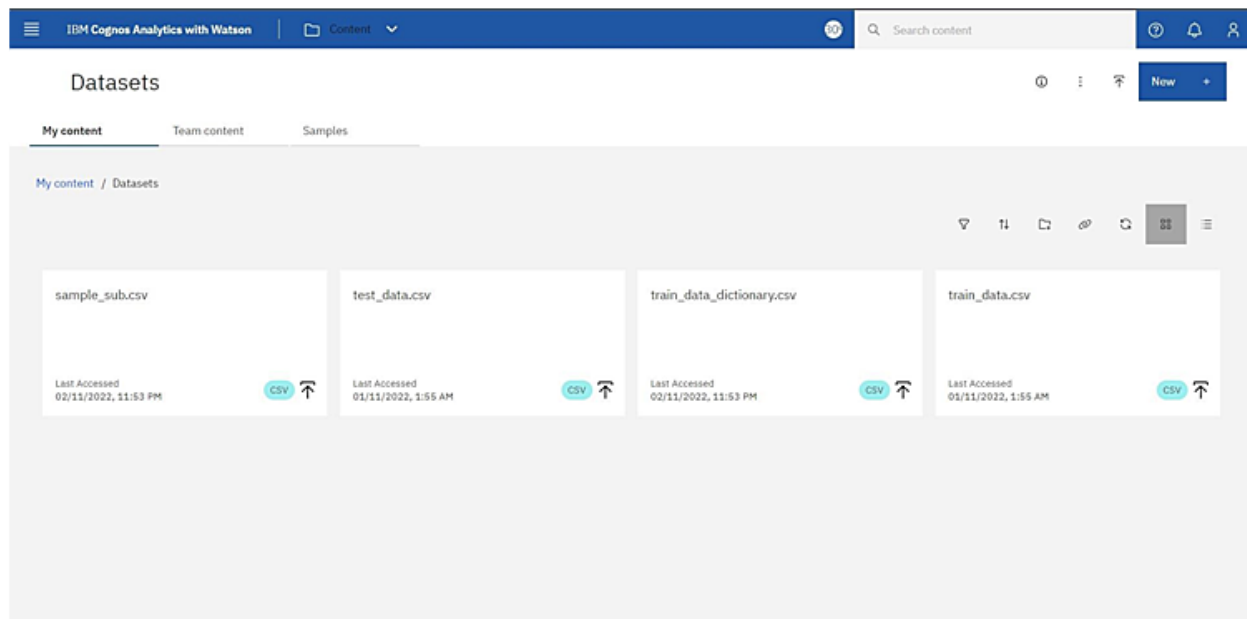 IBM Cognos Analytics with Watson
Content
Search content
Datasets
New +
My content
Team content
Samples
My content / Datasets
sample_sub.csv
Last Accessed
02/11/2022, 11:53 PM
CSV
test_data.csv
Last Accessed
01/11/2022, 1:55 AM
CSV
train_data_dictionary.csv
Last Accessed
02/11/2022, 11:53 PM
CSV
train_data.csv
Last Accessed
01/11/2022, 1:55 AM
CSV